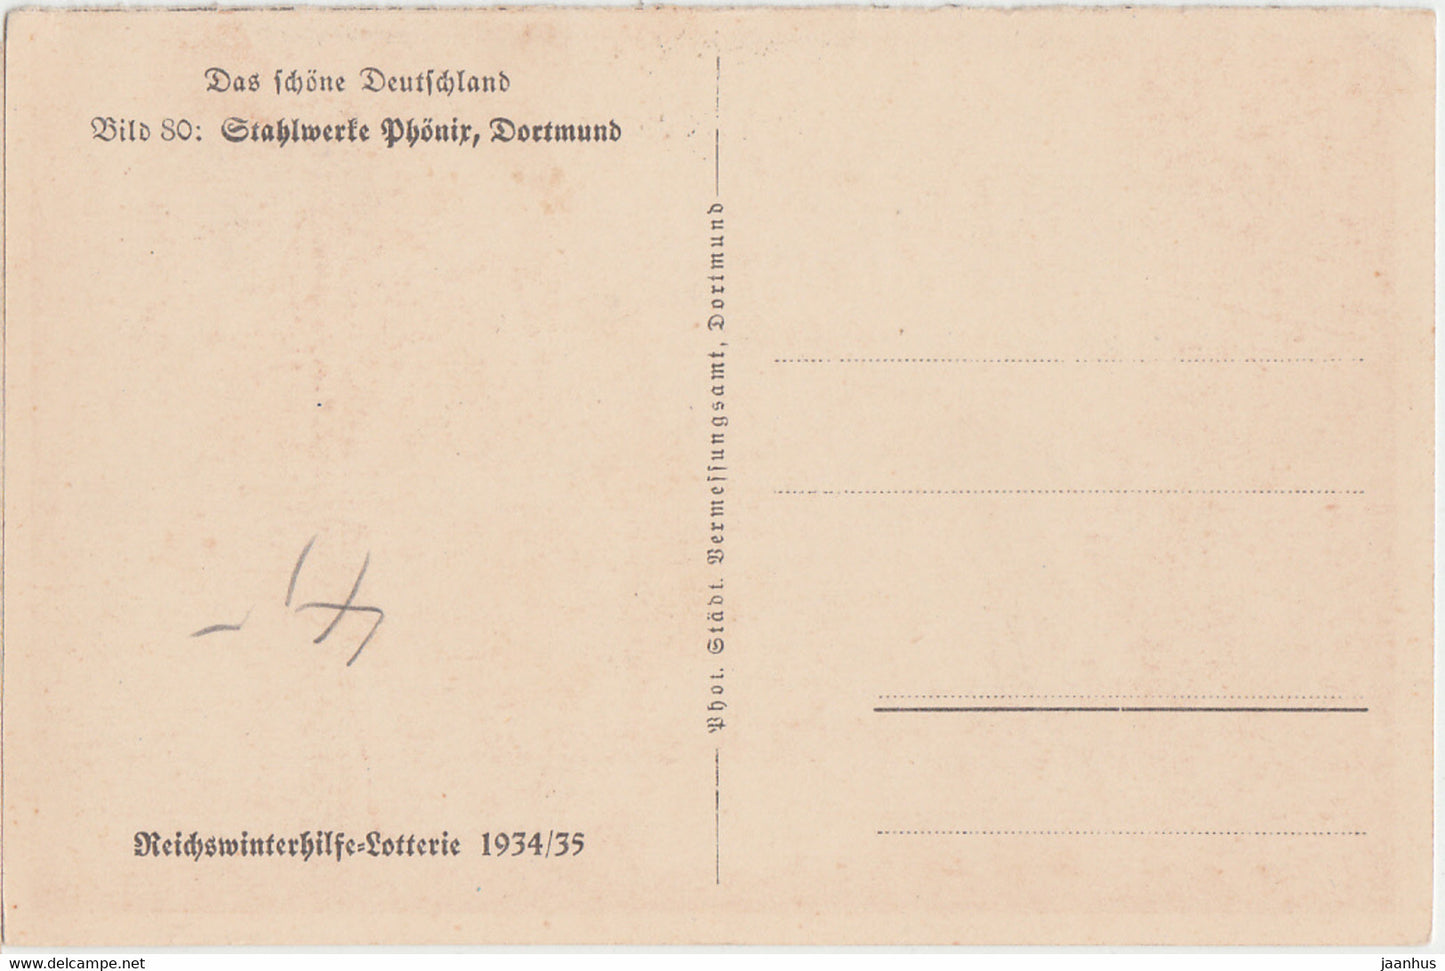 Das schöne Deutschland
Bild 80: Stahlwerke Phönix, Dortmund
Phot. Städt. Vermessungsamt, Dortmund
Reichswinterhilfe-Lotterie 1934/35
www.delcampe.net
jaanhus